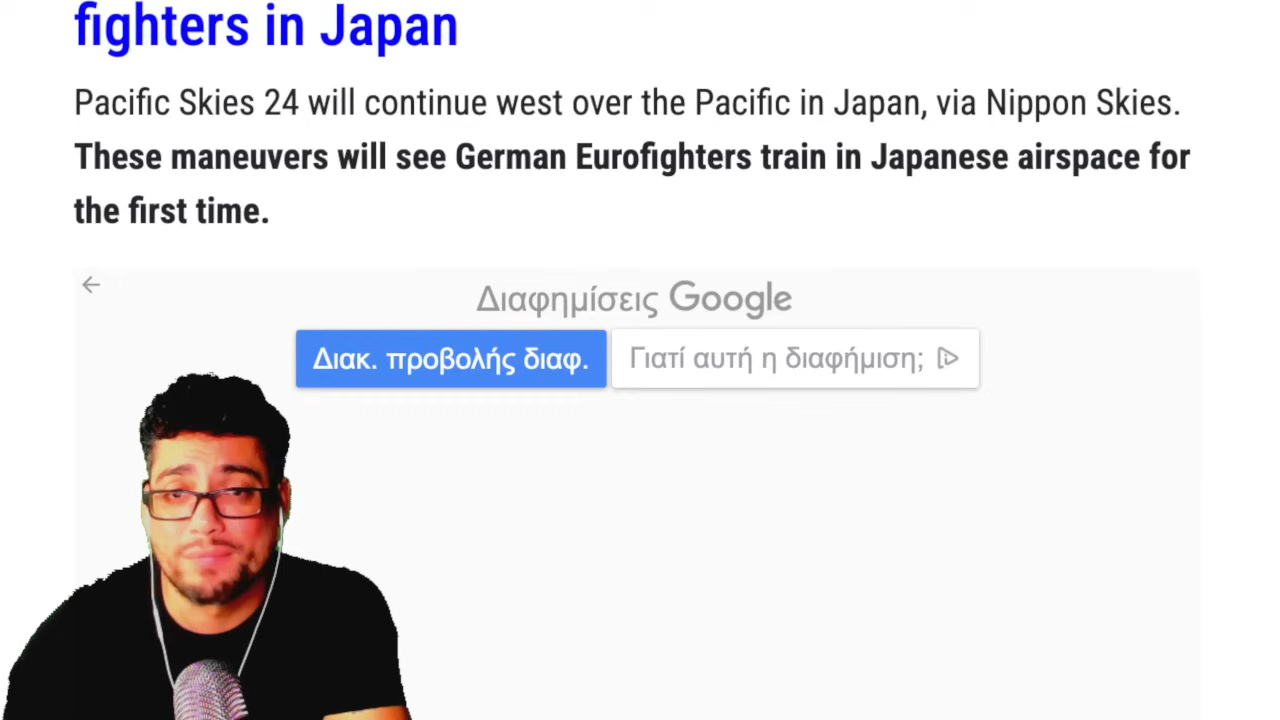 fighters in Japan
Pacific Skies 24 will continue west over the Pacific in Japan, via Nippon Skies.
These maneuvers will see German Eurofighters train in Japanese airspace for
the first time.
Διαφημίσεις Google
Διακ. προβολής διαφ.
Γιατί αυτή η διαφήμιση;